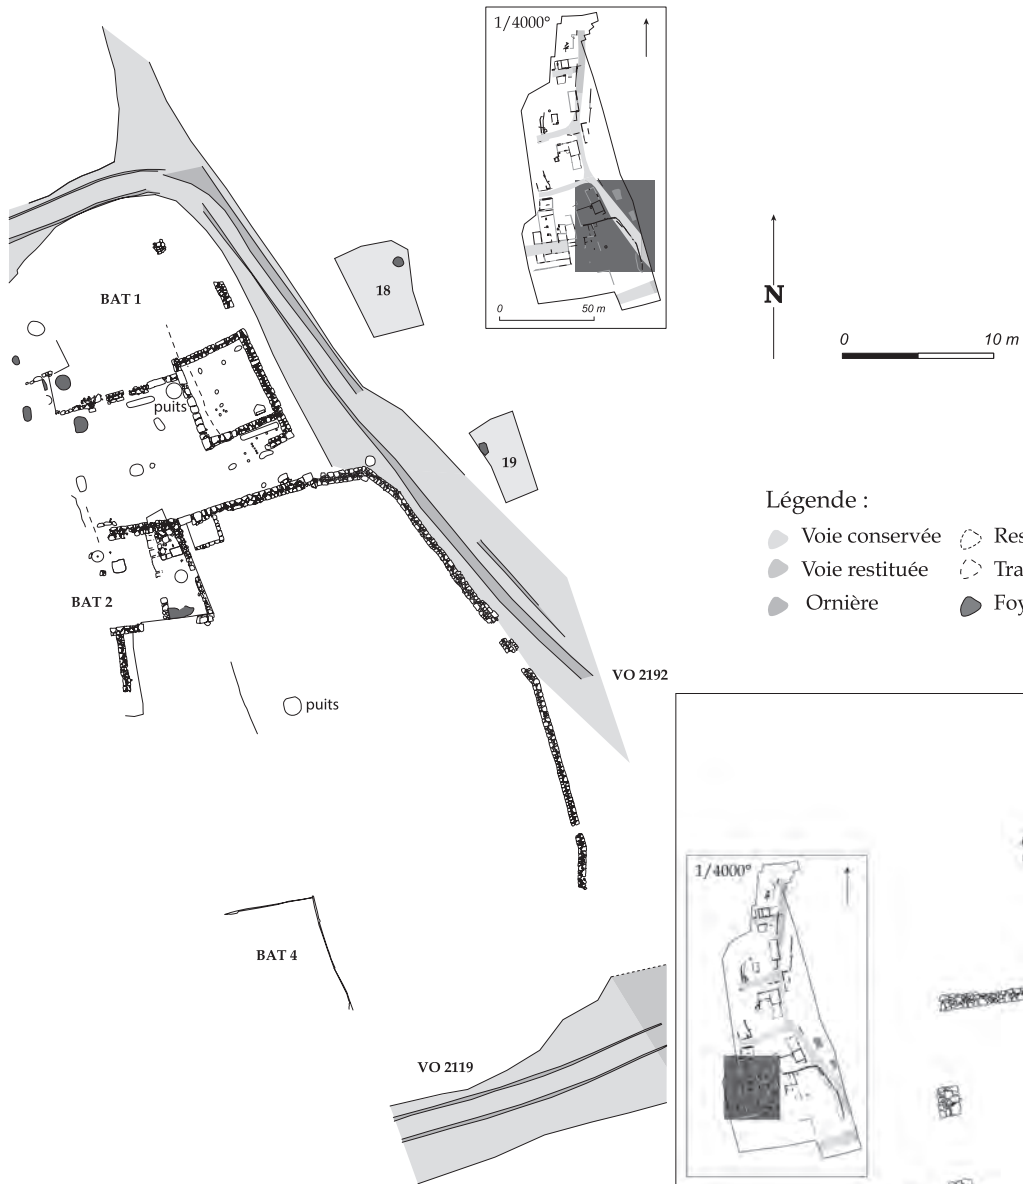 1/4000°
0 50 m
N
0 10 m
18
BAT 1
puits
19
Légende :
Voie conservée
Voie restituée
Ornière
BAT 2
VO 2192
puits
1/4000°
BAT 4
VO 2119